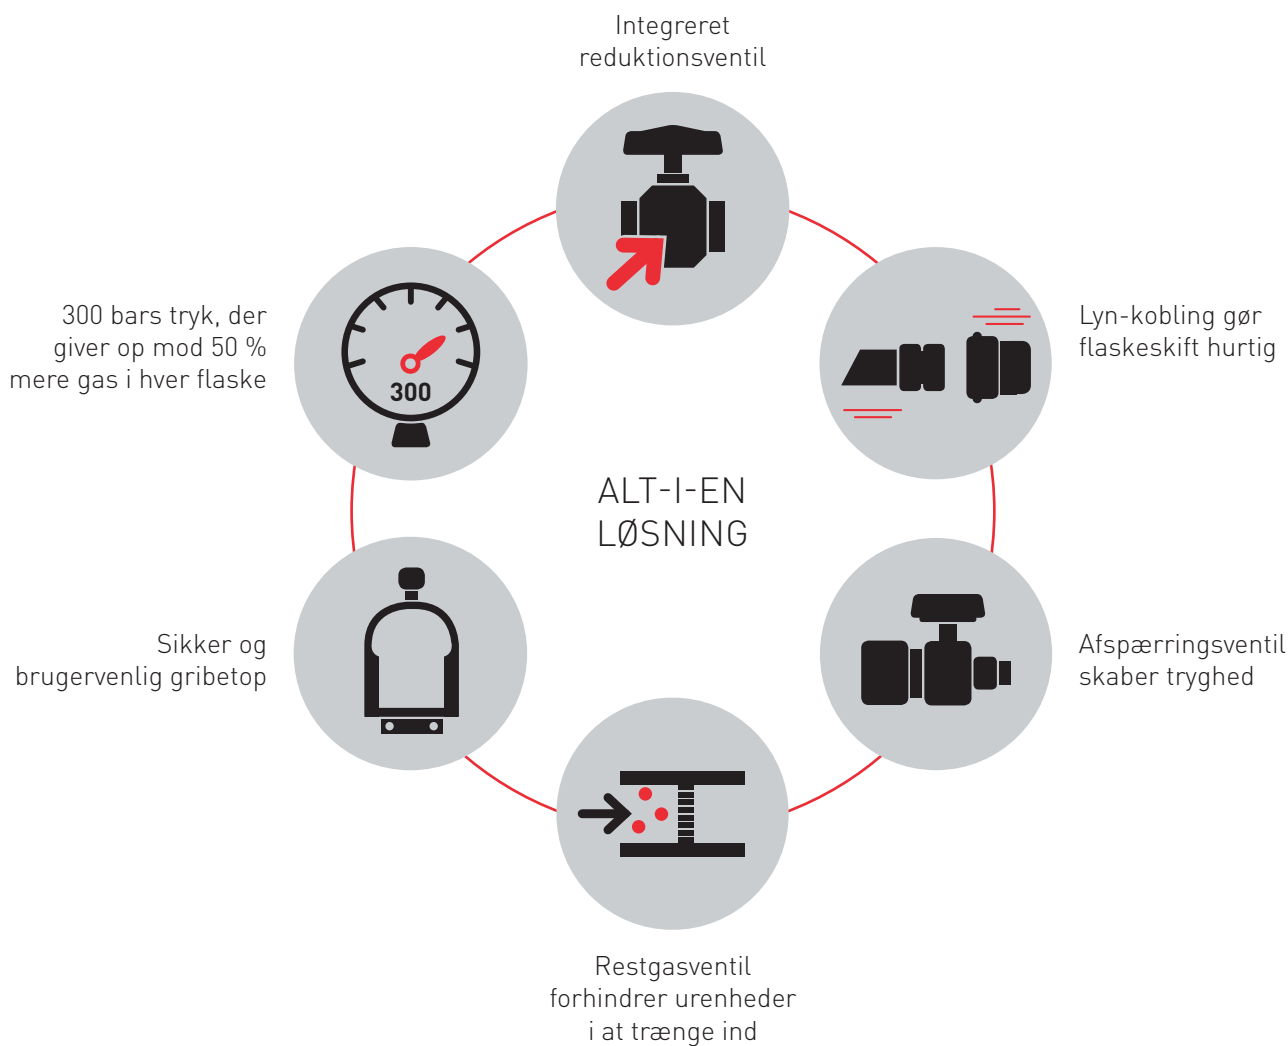 Integreret
reduktionsventil
Lyn-kobling gør
flaskeskift hurtig
Afspærringsventil
skaber tryghed
Restgasventil
forhindrer urenheder
i at trænge ind
Sikker og
brugervenlig gribetop
300 bars tryk, der
giver op mod 50 %
mere gas i hver flaske
300
ALT-I-EN
LØSNING